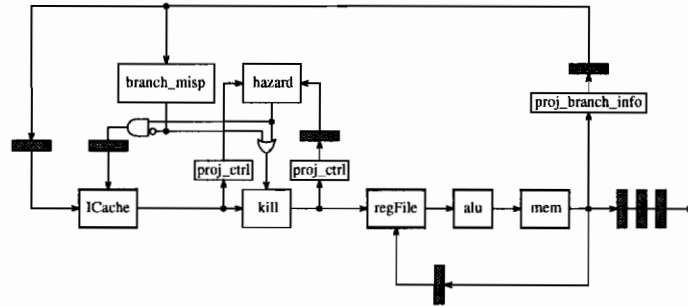 branch_misp
hazard
proj_branch_info
proj_ctrl
proj_ctrl
ICache
kill
regFile
alu
mem